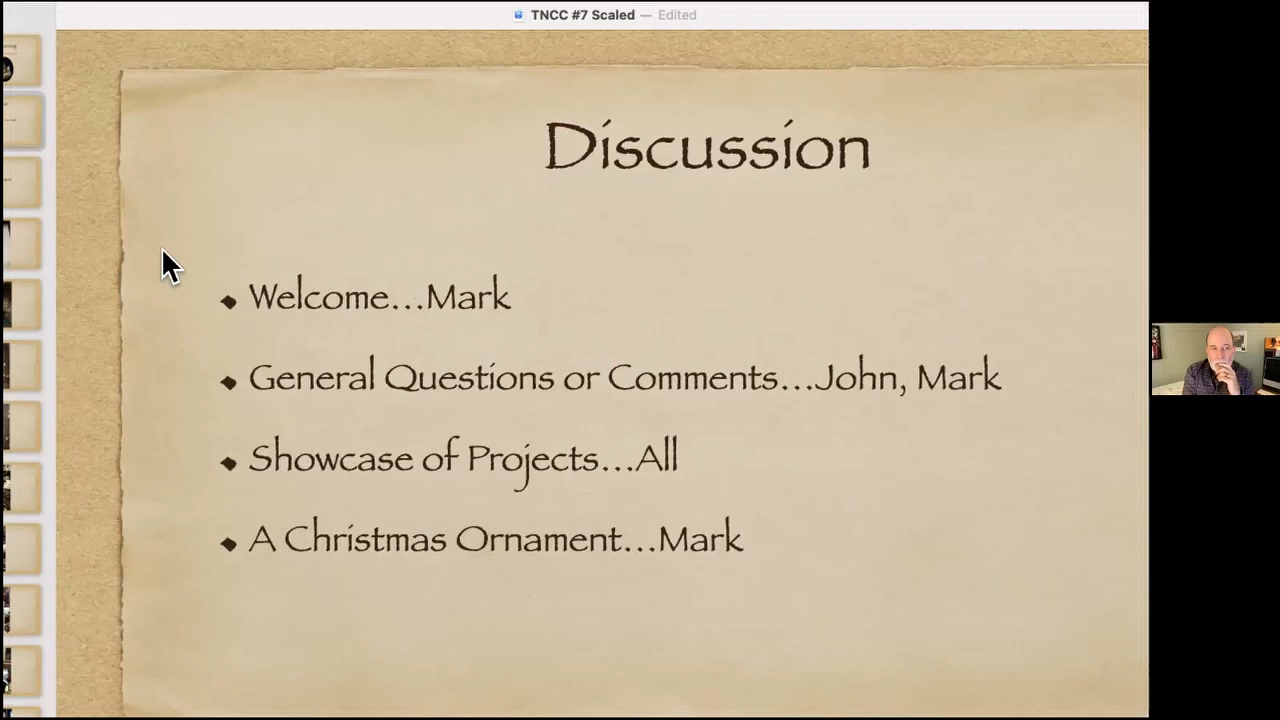 TNCC #7 Scaled — Edited
Discussion
Welcome...Mark
General Questions or Comments...John, Mark
Showcase of Projects...All
A Christmas Ornament...Mark